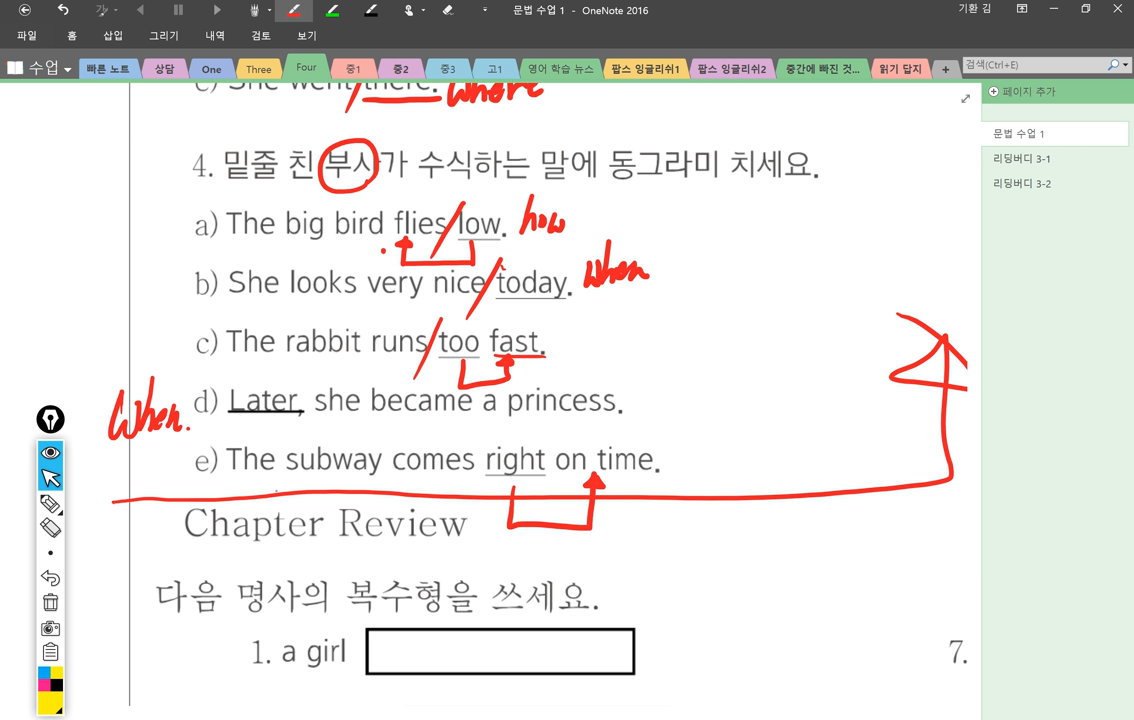 문법 수업 1 - OneNote 2016
기환 김
파일 홈 삽입 그리기 내역 검토 보기
수업 빠른 노트 상담 One Three Four 중1 중2 중3 고1 영어 학습 뉴스 팝스 잉글리쉬1 팝스 잉글리쉬2 중간에 빠진 것... 읽기 답지 + 검색(Ctrl+E)
페이지 추가
문법 수업 1
리딩버디 3-1
리딩버디 3-2
She went there. where
4. 밑줄 친 부사가 수식하는 말에 동그라미 치세요.
a) The big bird flies low. how
b) She looks very nice today. when
c) The rabbit runs too fast.
When. d) Later, she became a princess.
e) The subway comes right on time.
Chapter Review
다음 명사의 복수형을 쓰세요.
1. a girl
7.